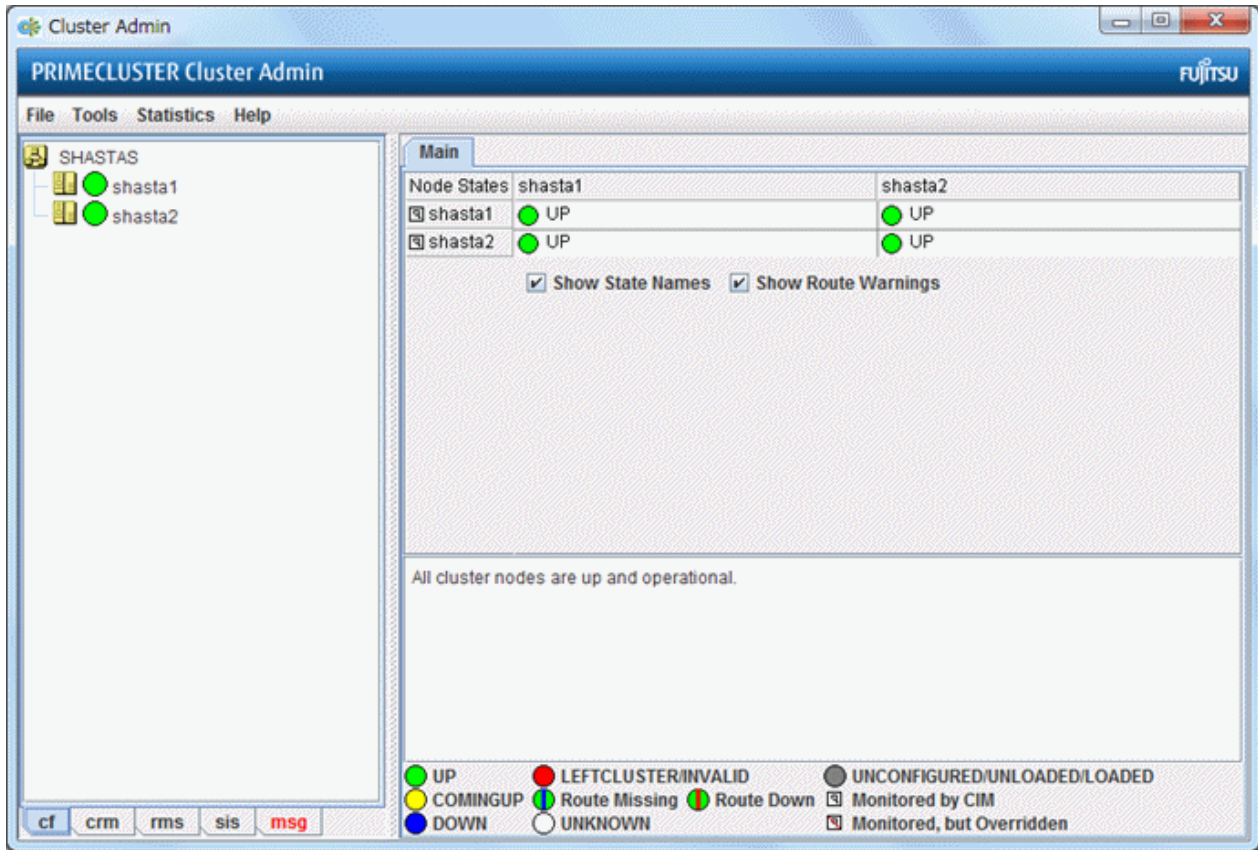 Cluster Admin
PRIMECLUSTER Cluster Admin
FUJITSU
File Tools Statistics Help
SHASTAS
shasta1
shasta2
Main
Node States shasta1 shasta2
shasta1 UP UP
shasta2 UP UP
Show State Names Show Route Warnings
All cluster nodes are up and operational.
UP LEFTCLUSTER/INVALID UNCONFIGURED/UNLOADED/LOADED
COMINGUP Route Missing Route Down Monitored by CIM
DOWN UNKNOWN Monitored, but Overridden
cf crm rms sis msg